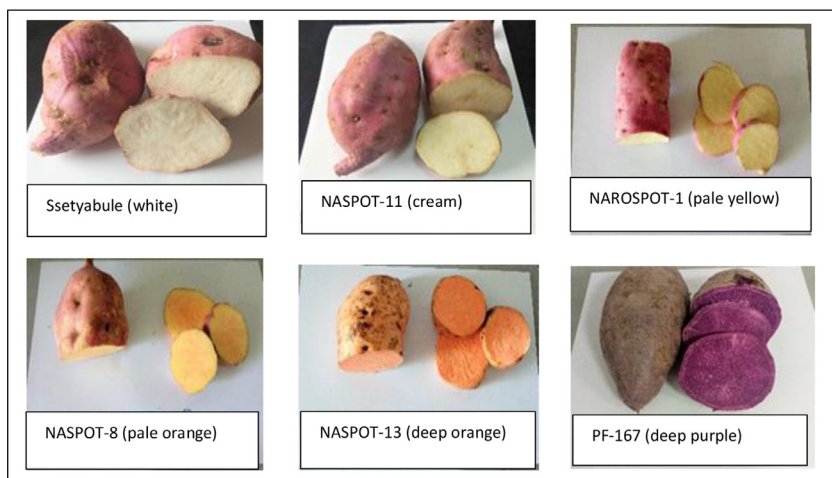 Ssetyabule (white)
NASPOT-11 (cream)
NAROSPOT-1 (pale yellow)
NASPOT-8 (pale orange)
NASPOT-13 (deep orange)
PF-167 (deep purple)